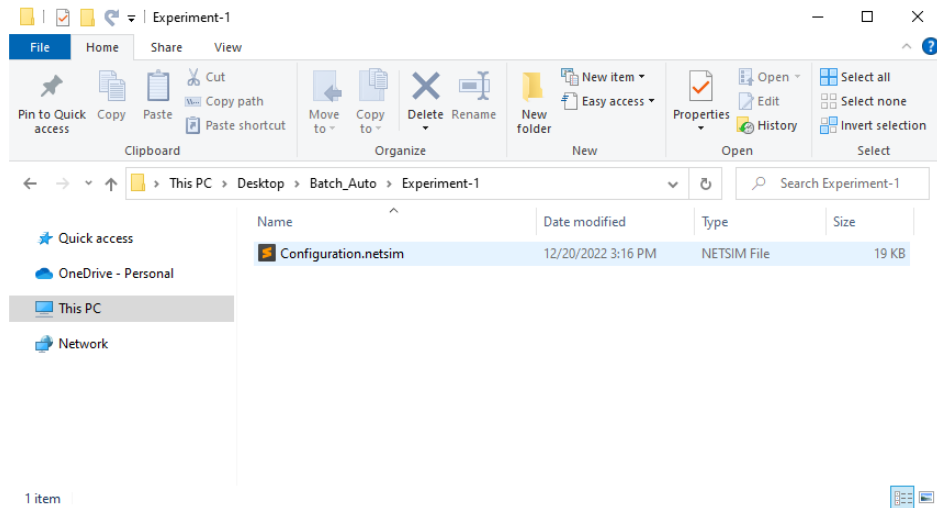 Experiment-1
File Home Share View
Pin to Quick access
Copy
Paste
Cut
Copy path
Paste shortcut
Clipboard
Move to
Copy to
Delete
Rename
Organize
New folder
New item
Easy access
New
Properties
Open
Edit
History
Open
Select all
Select none
Invert selection
Select
This PC > Desktop > Batch_Auto > Experiment-1
Search Experiment-1
Name Date modified Type Size
Quick access
OneDrive - Personal
This PC
Network
Configuration.netsim 12/20/2022 3:16 PM NETSIM File 19 KB
1 item